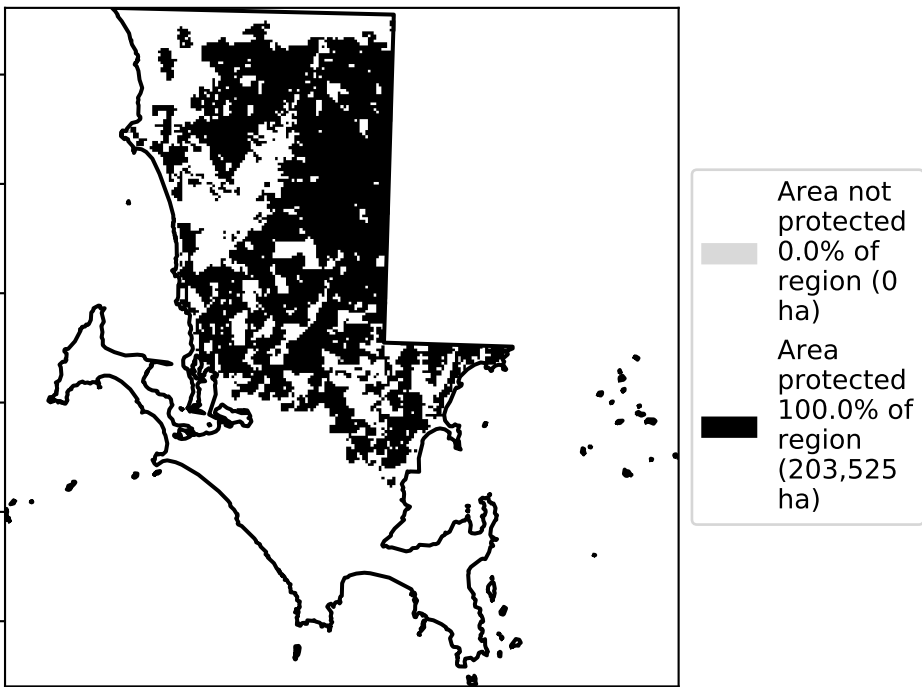 Area not
protected
0.0% of
region (0
ha)
Area
protected
100.0% of
region
(203,525
ha)